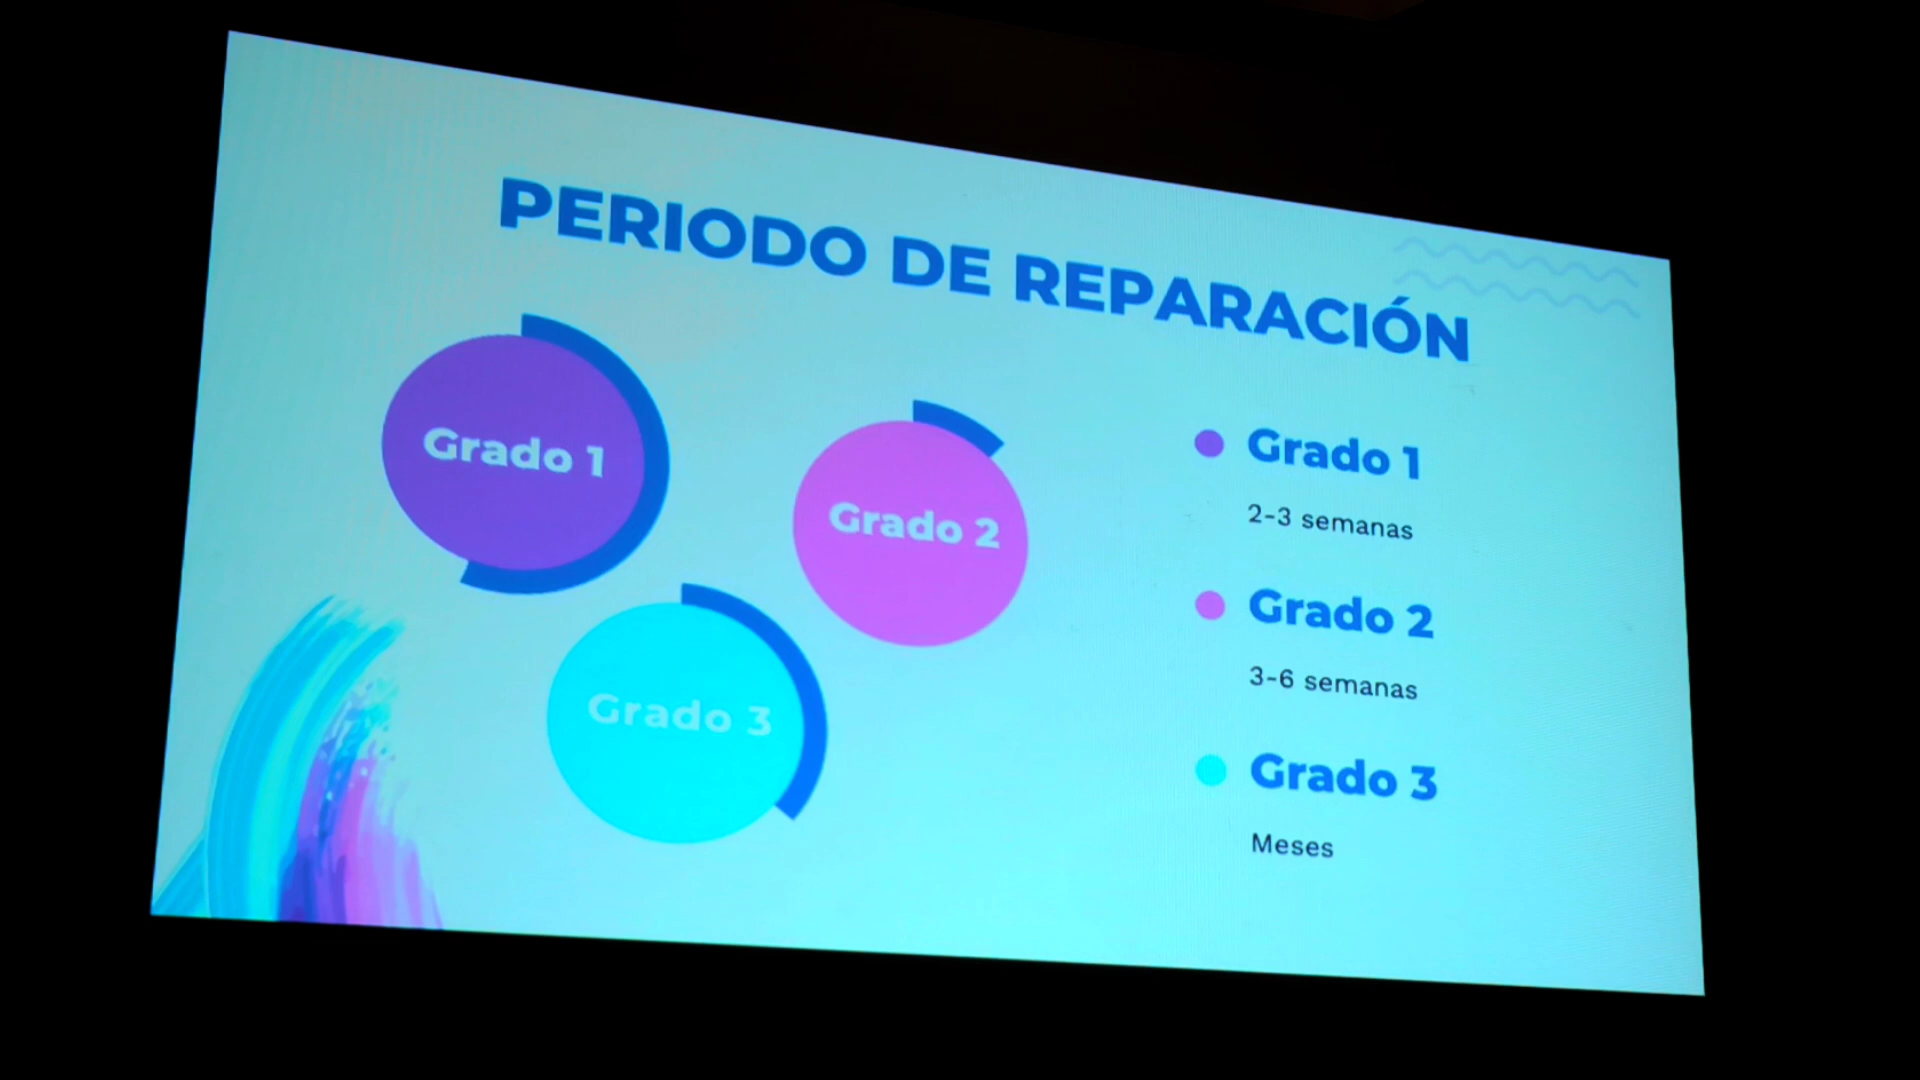 PERIODO DE REPARACIÓN
Grado 1
Grado 2
Grado 3
Grado 1
2-3 semanas
Grado 2
3-6 semanas
Grado 3
Meses